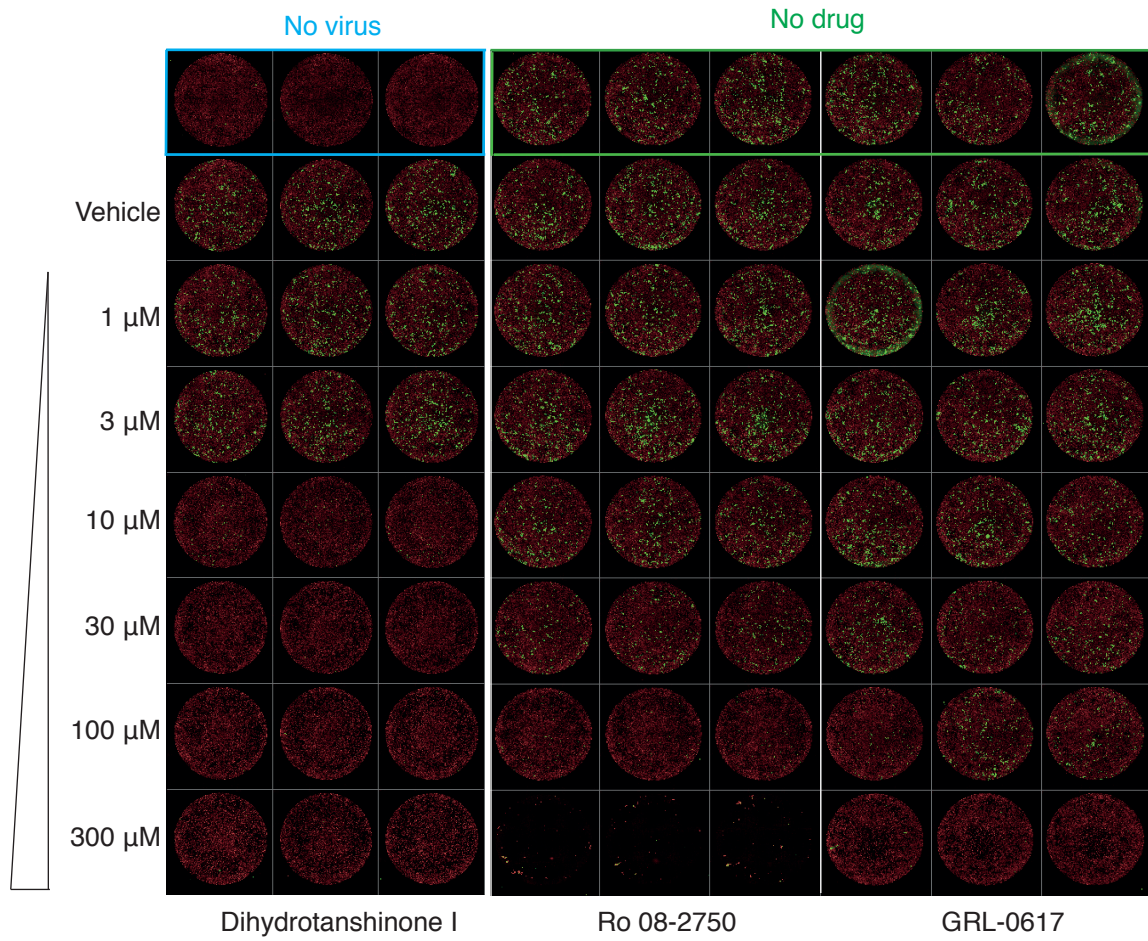 No virus
No drug
Vehicle
1 µM
3 µM
10 µM
30 µM
100 µM
300 µM
Dihydrotanshinone I
Ro 08-2750
GRL-0617